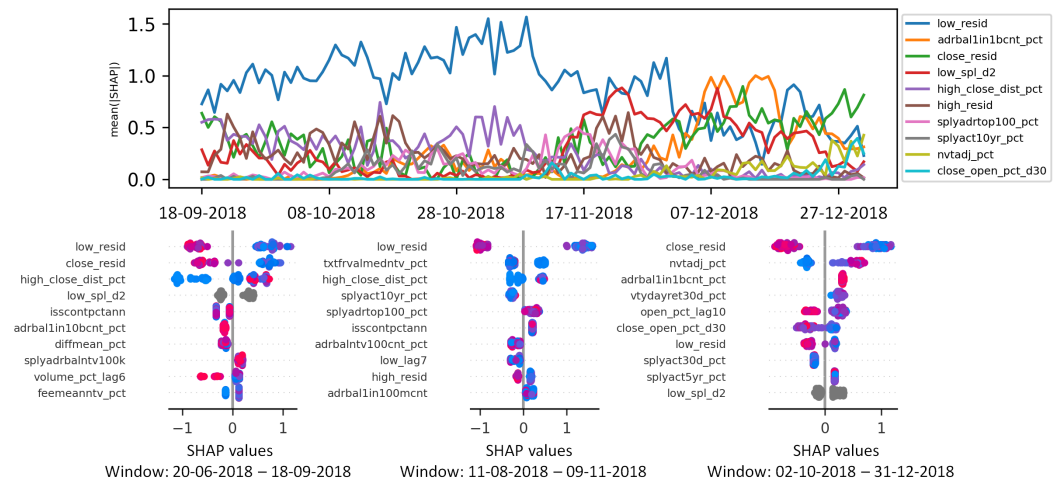 1.5
1.0
0.5
0.0
mean(|SHAP|)
18-09-2018
08-10-2018
28-10-2018
17-11-2018
07-12-2018
27-12-2018
low_resid
adrbal1in1bcnt_pct
close_resid
low_spl_d2
high_close_dist_pct
high_resid
splyadrtop100_pct
splyact10yr_pct
nvtadj_pct
close_open_pct_d30
low_resid
close_resid
high_close_dist_pct
low_spl_d2
isscontpctann
adrbal1in10bcnt_pct
diffmean_pct
splyadrbalntv100k
volume_pct_lag6
feemeanntv_pct
−1
0
1
SHAP values
Window: 20-06-2018 – 18-09-2018
low_resid
txtfrvalmedntv_pct
high_close_dist_pct
splyact10yr_pct
splyadrtop100_pct
isscontpctann
adrbalntv100cnt_pct
low_lag7
high_resid
adrbal1in100mcnt
0
1
SHAP values
Window: 11-08-2018 – 09-11-2018
close_resid
nvtadj_pct
adrbal1in1bcnt_pct
vtydayret30d_pct
open_pct_lag10
close_open_pct_d30
low_resid
splyact30d_pct
splyact5yr_pct
low_spl_d2
0
1
SHAP values
Window: 02-10-2018 – 31-12-2018